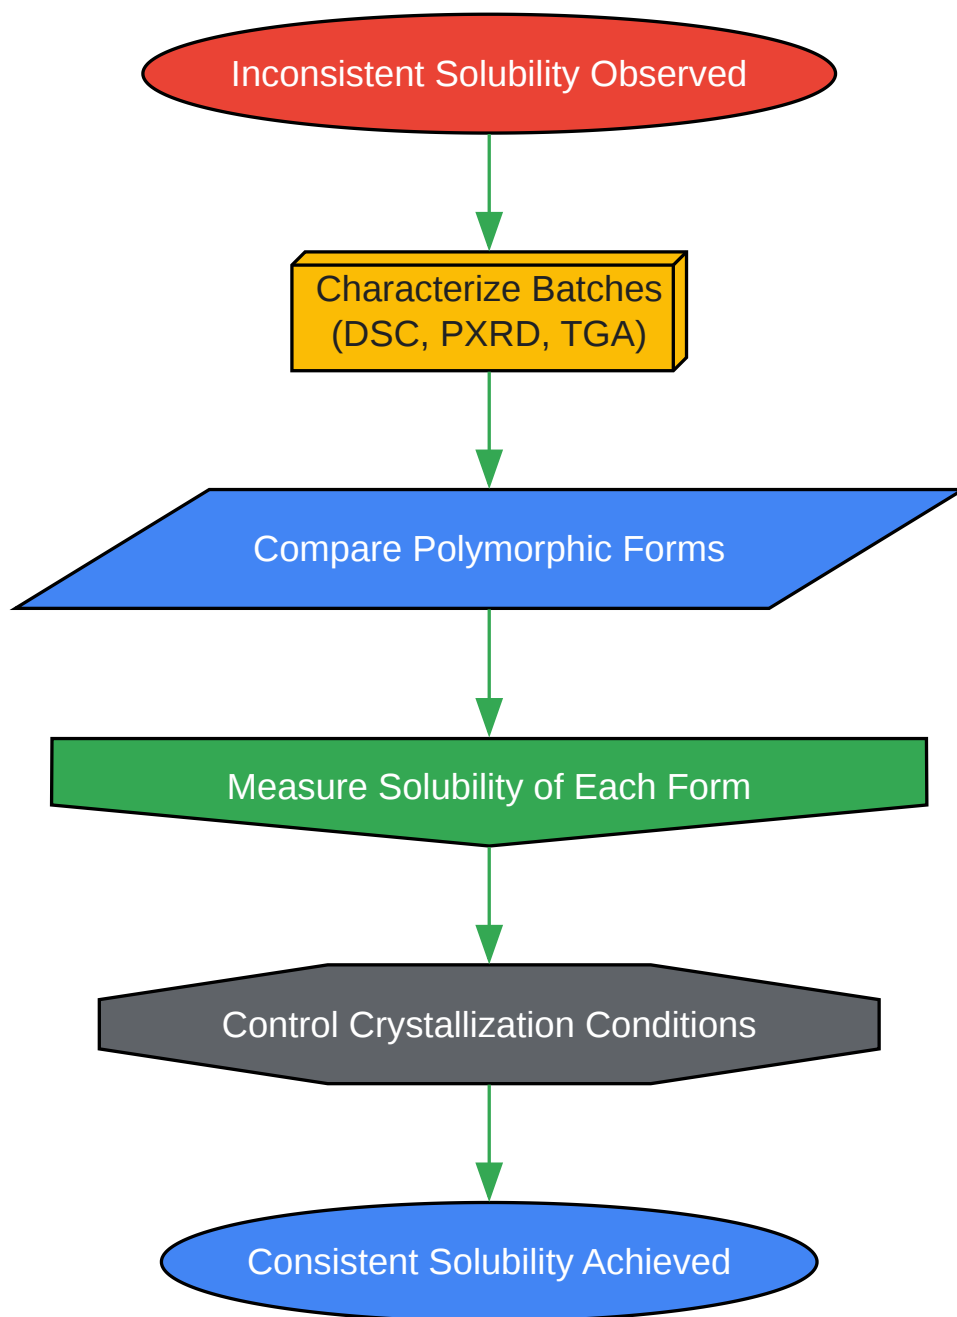 Inconsistent Solubility Observed
Characterize Batches
(DSC, PXRD, TGA)
Compare Polymorphic Forms
Measure Solubility of Each Form
Control Crystallization Conditions
Consistent Solubility Achieved